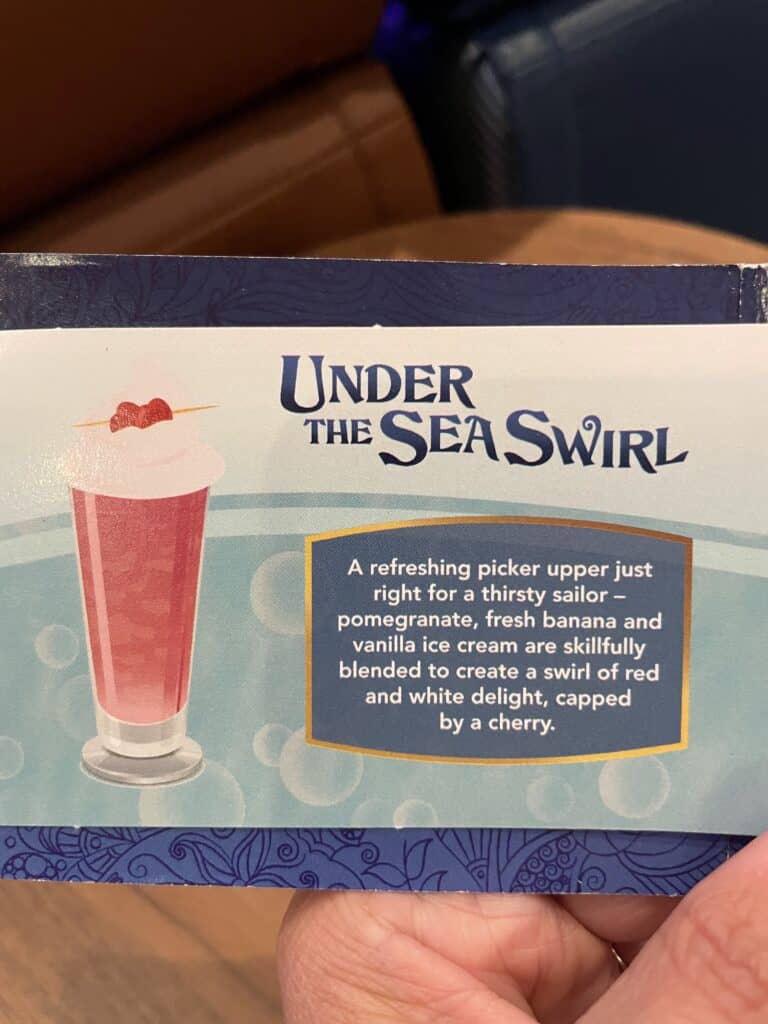 UNDER
THE SEA SWIRL
A refreshing picker upper just
right for a thirsty sailor –
pomegranate, fresh banana and
vanilla ice cream are skillfully
blended to create a swirl of red
and white delight, capped
by a cherry.